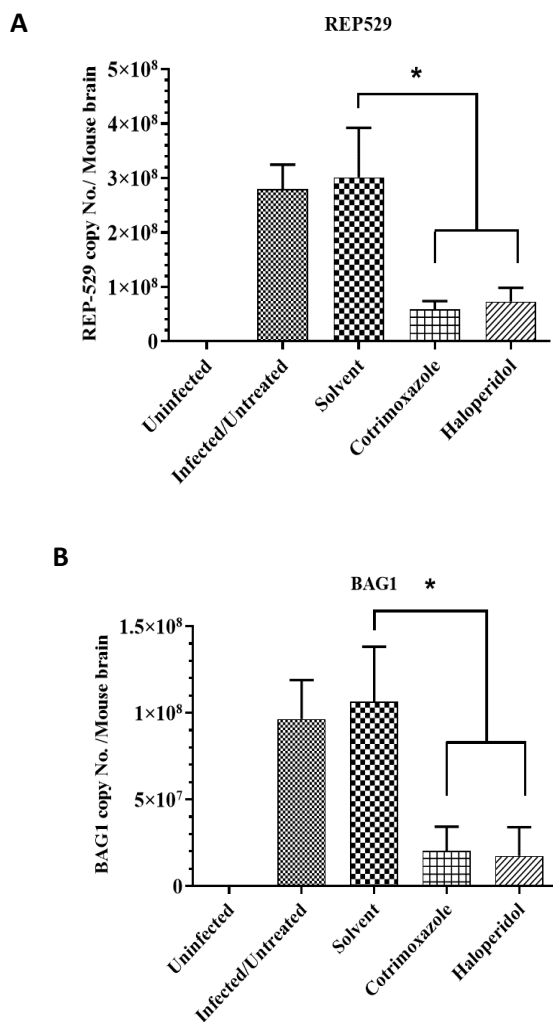 A
REP529
REP-529 copy No./ Mouse brain
5×10⁸
4×10⁸
3×10⁸
2×10⁸
1×10⁸
0
*
Uninfected
Infected/Untreated
Solvent
Cotrimoxazole
Haloperidol
B
BAG1 *
BAG1 copy No. /Mouse brain
1.5×10⁸
1×10⁸
5×10⁷
0
Uninfected
Infected/Untreated
Solvent
Cotrimoxazole
Haloperidol